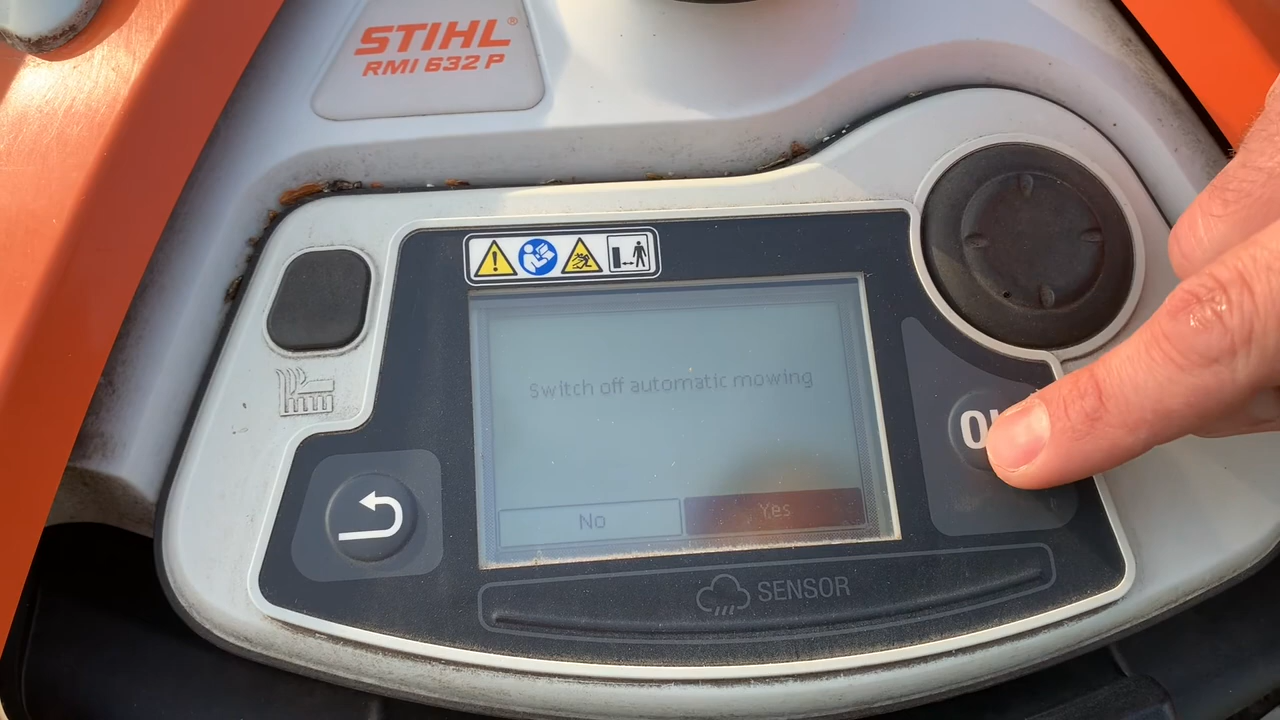 STIHL®
RMI 632 P
Switch off automatic mowing
No
Yes
SENSOR